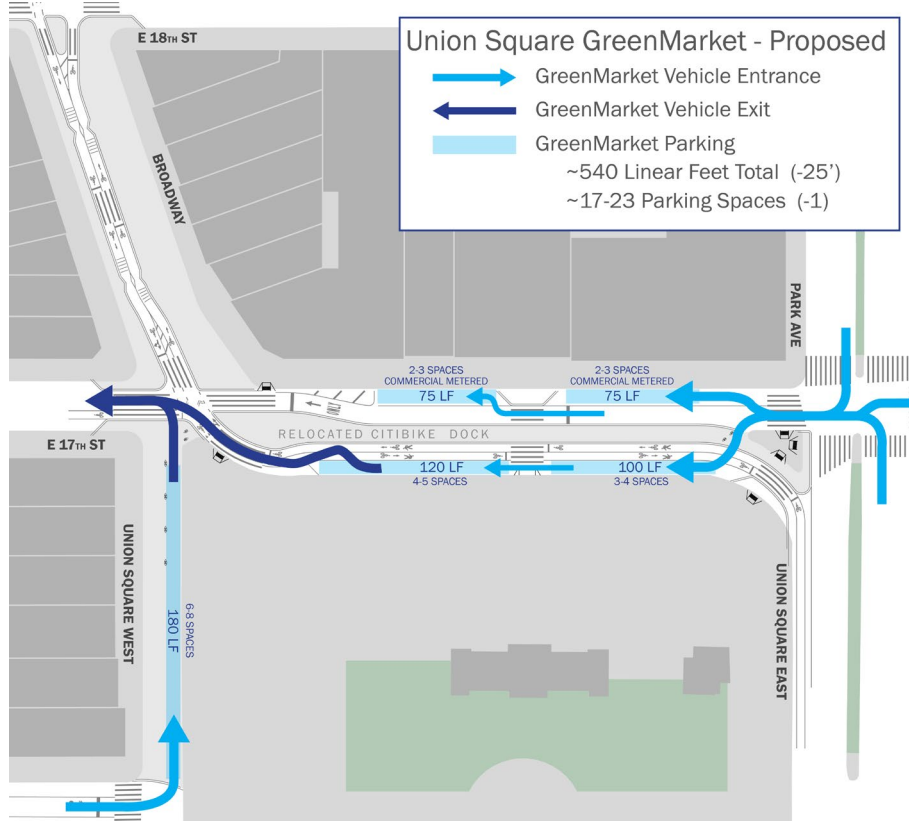 E 18TH ST
Union Square GreenMarket - Proposed
GreenMarket Vehicle Entrance
GreenMarket Vehicle Exit
GreenMarket Parking
~540 Linear Feet Total (-25')
~17-23 Parking Spaces (-1)
BROADWAY
PARK AVE
2-3 SPACES
COMMERCIAL METERED
75 LF
2-3 SPACES
COMMERCIAL METERED
75 LF
RELOCATED CITIBIKE DOCK
E 17TH ST
120 LF
4-5 SPACES
100 LF
3-4 SPACES
UNION SQUARE WEST
180 LF
6-8 SPACES
UNION SQUARE EAST